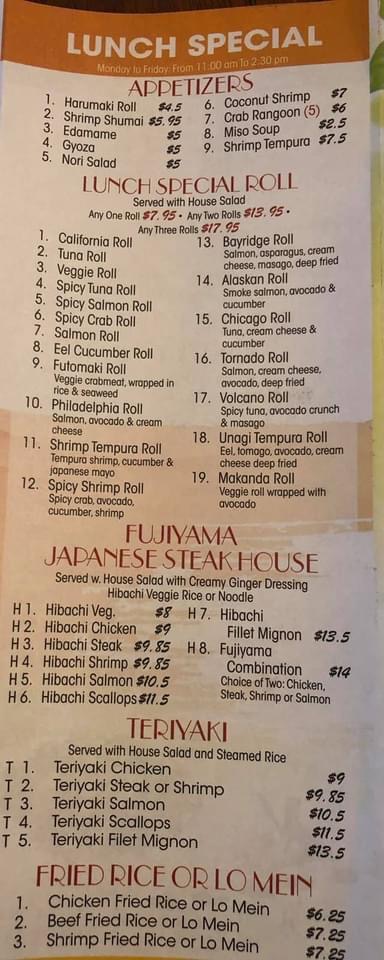 LUNCH SPECIAL
Monday to Friday: From 11:00 am To 2:30 pm
APPETIZERS
1. Harumaki Roll $4.5
2. Shrimp Shumai $5.95
3. Edamame $5
4. Gyoza $5
5. Nori Salad $5
6. Coconut Shrimp $7
7. Crab Rangoon (5) $6
8. Miso Soup $2.5
9. Shrimp Tempura $7.5
LUNCH SPECIAL ROLL
Served with House Salad
Any One Roll $7.95 • Any Two Rolls $13.95 •
Any Three Rolls $17.95
1. California Roll
2. Tuna Roll
3. Veggie Roll
4. Spicy Tuna Roll
5. Spicy Salmon Roll
6. Spicy Crab Roll
7. Salmon Roll
8. Eel Cucumber Roll
9. Futomaki Roll
Veggie crabmeat, wrapped in
rice & seaweed
10. Philadelphia Roll
Salmon, avocado & cream
cheese
11. Shrimp Tempura Roll
Tempura shrimp, cucumber &
japanese mayo
12. Spicy Shrimp Roll
Spicy crab, avocado,
cucumber, shrimp
13. Bayridge Roll
Salmon, asparagus, cream
cheese, masago, deep fried
14. Alaskan Roll
Smoke salmon, avocado &
cucumber
15. Chicago Roll
Tuna, cream cheese &
cucumber
16. Tornado Roll
Salmon, cream cheese,
avocado, deep fried
17. Volcano Roll
Spicy tuna, avocado crunch
& masago
18. Unagi Tempura Roll
Eel, tomago, avocado, cream
cheese deep fried
19. Makanda Roll
Veggie roll wrapped with
avocado
FUJIYAMA
JAPANESE STEAK HOUSE
Served w. House Salad with Creamy Ginger Dressing
Hibachi Veggie Rice or Noodle
H 1. Hibachi Veg. $8
H 2. Hibachi Chicken $9
H 3. Hibachi Steak $9.85
H 4. Hibachi Shrimp $9.85
H 5. Hibachi Salmon $10.5
H 6. Hibachi Scallops $11.5
H 7. Hibachi
Fillet Mignon $13.5
H 8. Fujiyama
Combination $14
Choice of Two: Chicken,
Steak, Shrimp or Salmon
TERIYAKI
Served with House Salad and Steamed Rice
T 1. Teriyaki Chicken $9
T 2. Teriyaki Steak or Shrimp $9.85
T 3. Teriyaki Salmon $10.5
T 4. Teriyaki Scallops $11.5
T 5. Teriyaki Filet Mignon $13.5
FRIED RICE OR LO MEIN
1. Chicken Fried Rice or Lo Mein $6.25
2. Beef Fried Rice or Lo Mein $7.25
3. Shrimp Fried Rice or Lo Mein $7.25